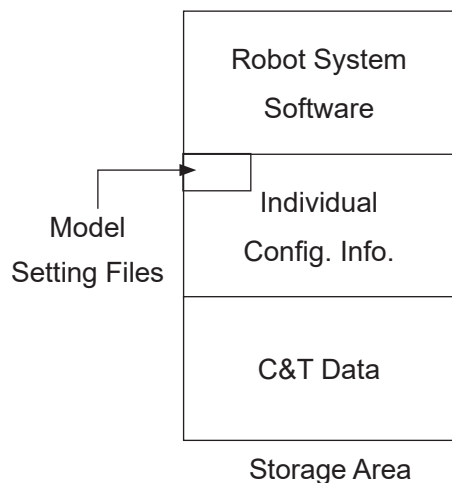 Robot System
Software
Model
Setting Files
Individual
Config. Info.
C&T Data
Storage Area